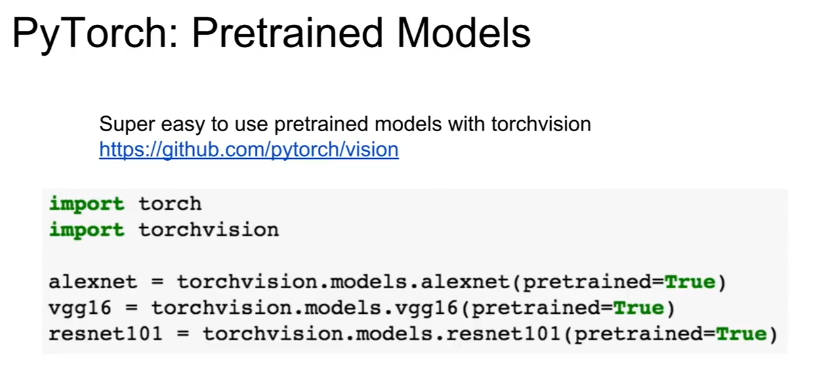 PyTorch: Pretrained Models
Super easy to use pretrained models with torchvision
https://github.com/pytorch/vision
import torch
import torchvision
alexnet = torchvision.models.alexnet(pretrained=True)
vgg16 = torchvision.models.vgg16(pretrained=True)
resnet101 = torchvision.models.resnet101(pretrained=True)